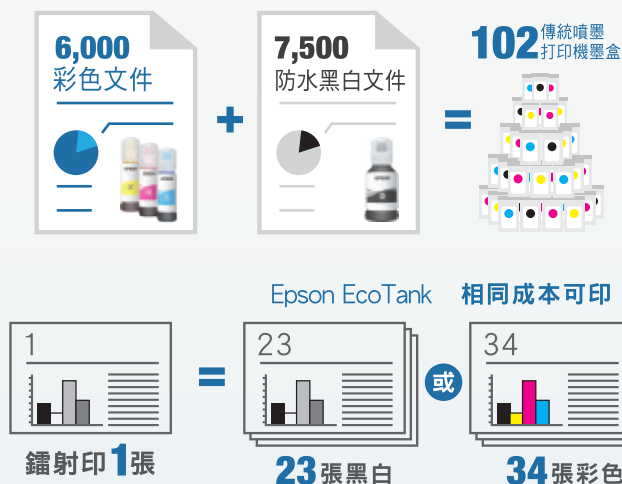 6,000
彩色文件
+
7,500
防水黑白文件
=
102 傳統噴墨
打印機墨盒
Epson EcoTank 相同成本可印
1
=
23
或
34
鐳射印1張
23張黑白
34張彩色